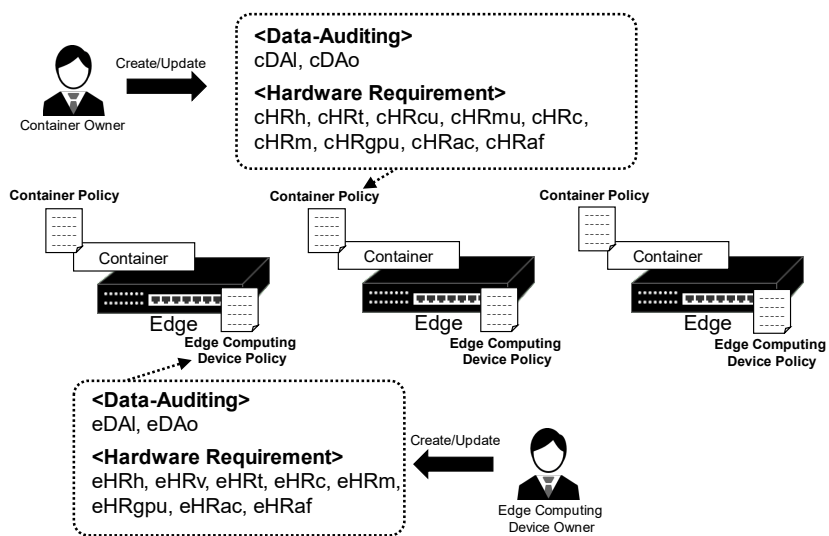 <Data-Auditing>
cDAl, cDAo
Create/Update
<Hardware Requirement>
cHRh, cHRt, cHRcu, cHRmu, cHRc,
cHRm, cHRgpu, cHRac, cHRaf
Container Owner
Container Policy
Container Policy
Container Policy
Container
Container
Container
Edge
Edge
Edge
Edge Computing
Device Policy
Edge Computing
Device Policy
Edge Computing
Device Policy
<Data-Auditing>
eDAl, eDAo
<Hardware Requirement>
eHRh, eHRv, eHRt, eHRc, eHRm,
eHRgpu, eHRac, eHRaf
Create/Update
Edge Computing
Device Owner